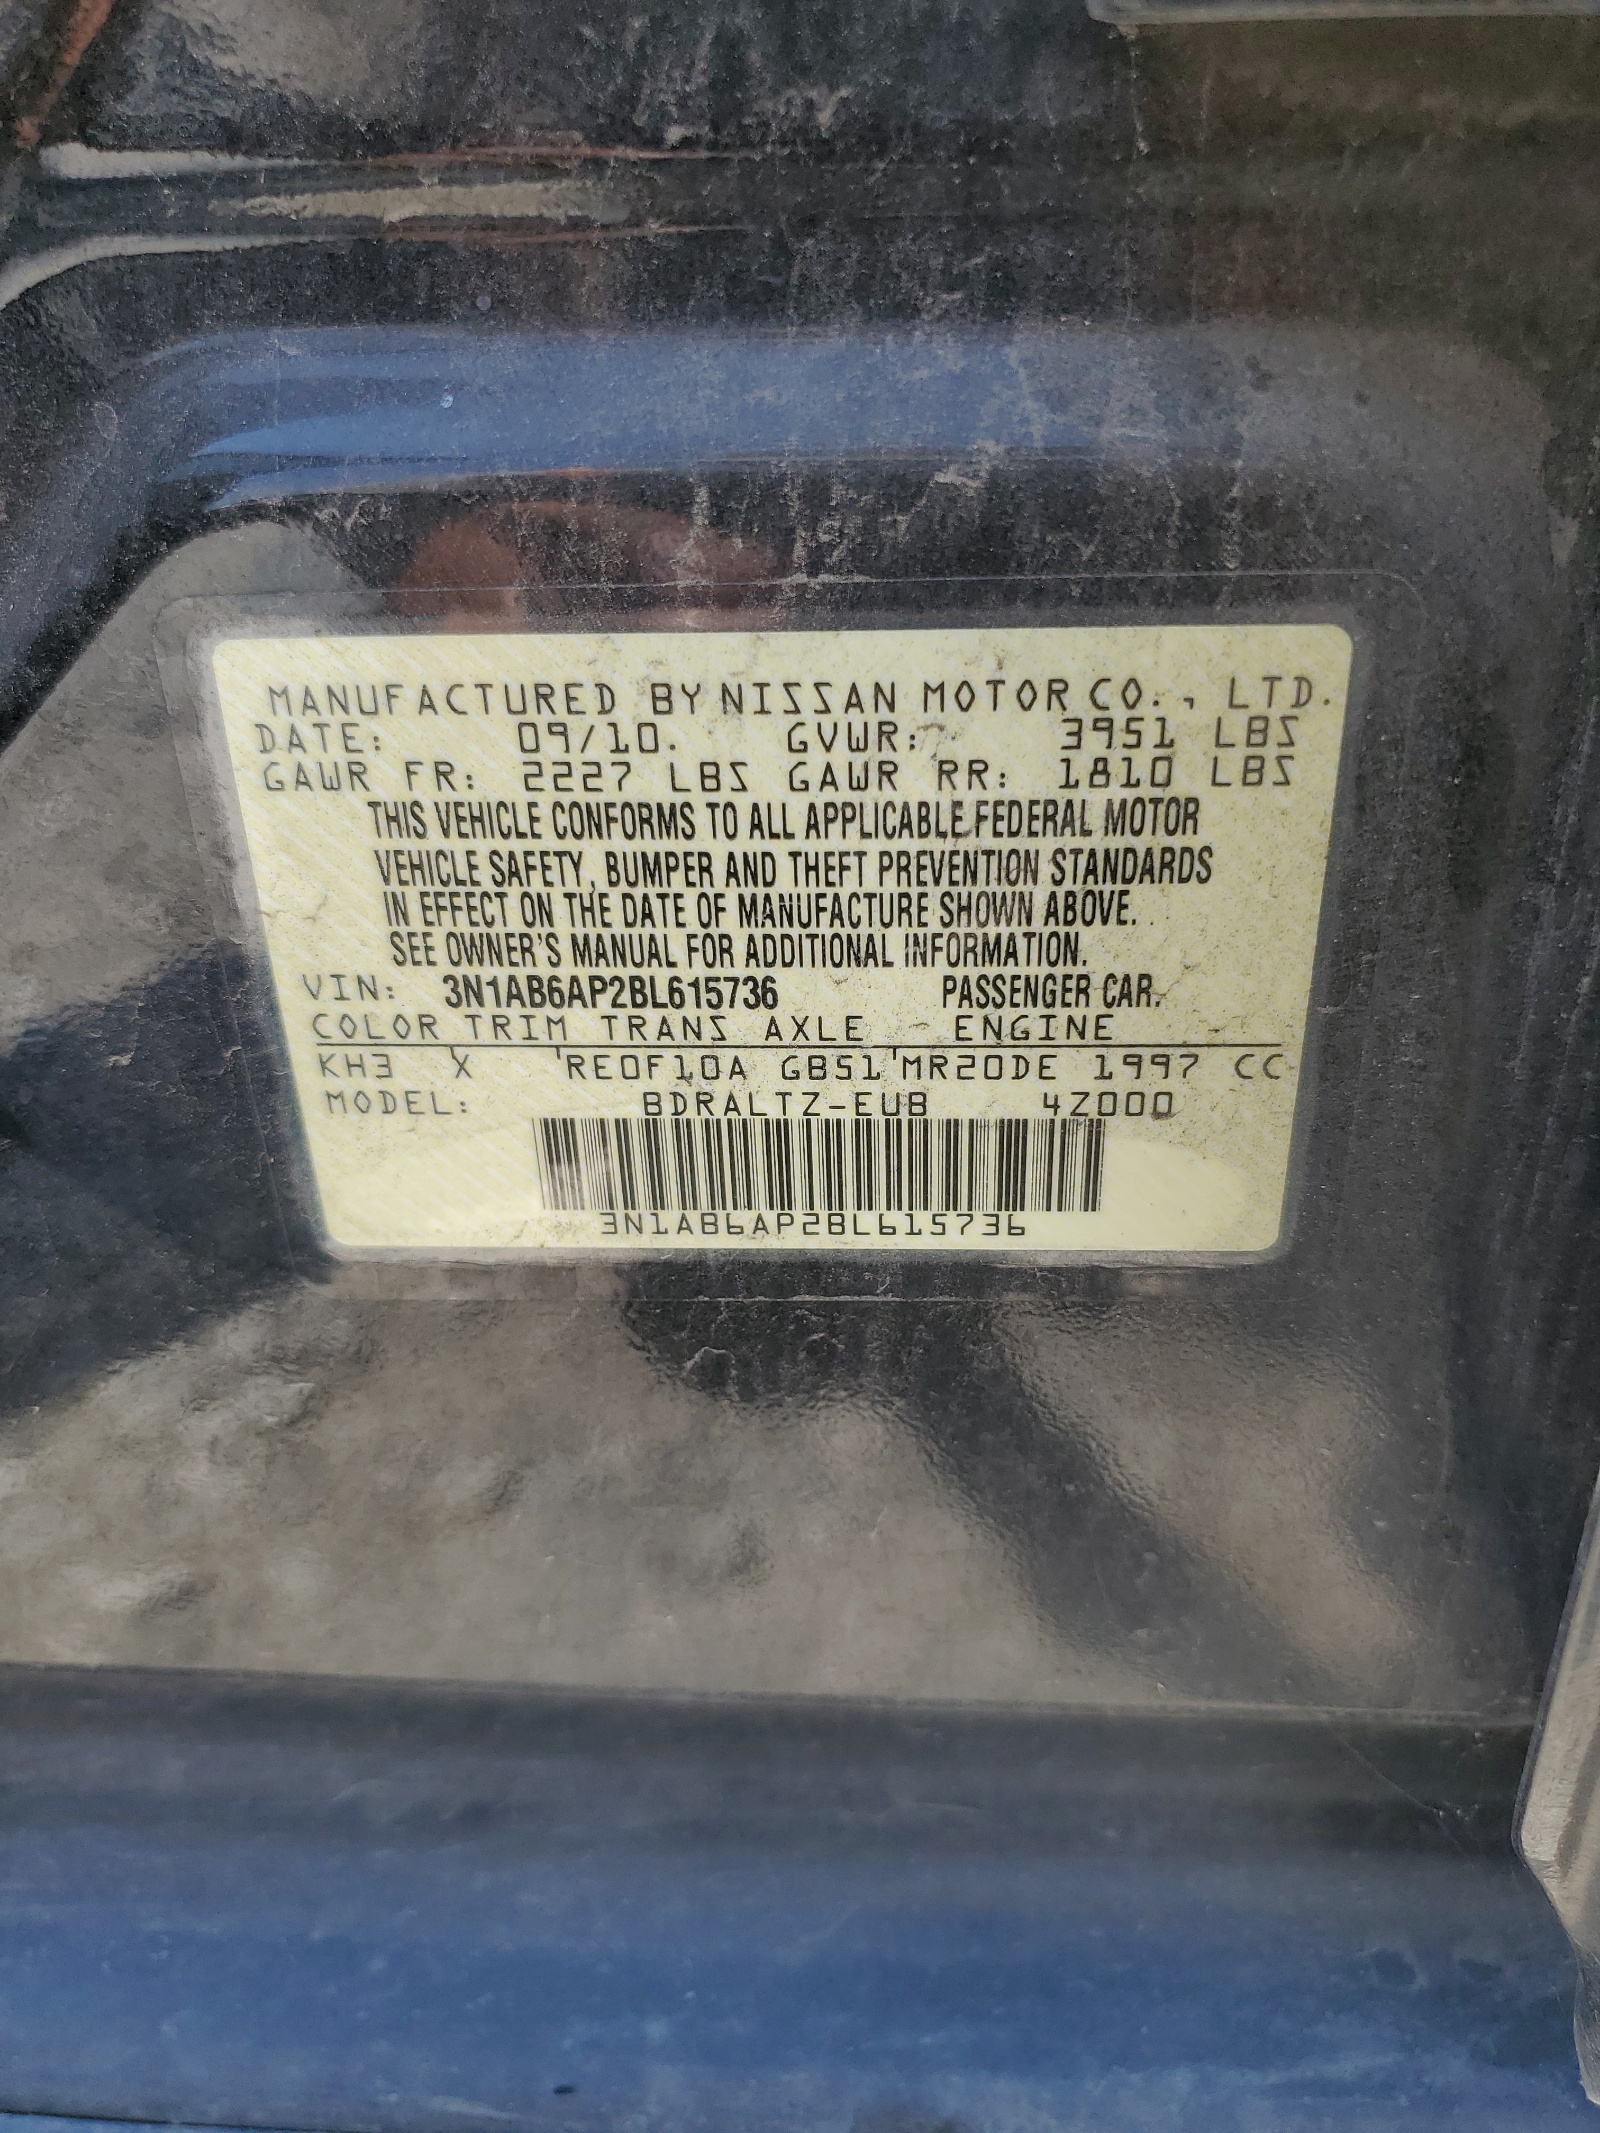 MANUFACTURED BY NISSAN MOTOR CO., LTD.
DATE: 09/10. GVWR: 3951 LBS
GAWR FR: 2227 LBS GAWR RR: 1810 LBS
THIS VEHICLE CONFORMS TO ALL APPLICABLE FEDERAL MOTOR
VEHICLE SAFETY, BUMPER AND THEFT PREVENTION STANDARDS
IN EFFECT ON THE DATE OF MANUFACTURE SHOWN ABOVE.
SEE OWNER'S MANUAL FOR ADDITIONAL INFORMATION.
VIN: 3N1AB6AP2BL615736 PASSENGER CAR.
COLOR TRIM TRANS AXLE ENGINE
KH3 X RE0F10A GB51 MR20DE 1997 CC
MODEL: BDRALTZ-EUB 4Z000
3N1AB6AP2BL615736